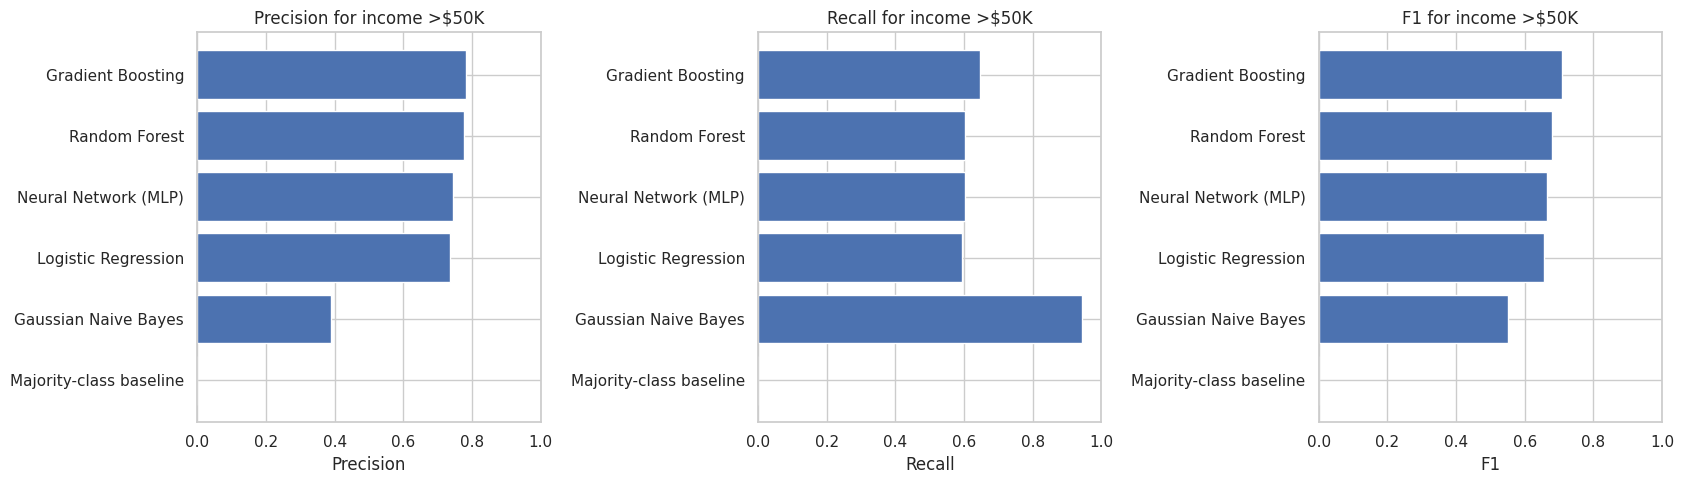 Precision for income >$50K
Gradient Boosting
Random Forest
Neural Network (MLP)
Logistic Regression
Gaussian Naive Bayes
Majority-class baseline
0.0 0.2 0.4 0.6 0.8 1.0
Precision
Recall for income >$50K
Gradient Boosting
Random Forest
Neural Network (MLP)
Logistic Regression
Gaussian Naive Bayes
Majority-class baseline
0.0 0.2 0.4 0.6 0.8 1.0
Recall
F1 for income >$50K
Gradient Boosting
Random Forest
Neural Network (MLP)
Logistic Regression
Gaussian Naive Bayes
Majority-class baseline
0.0 0.2 0.4 0.6 0.8 1.0
F1